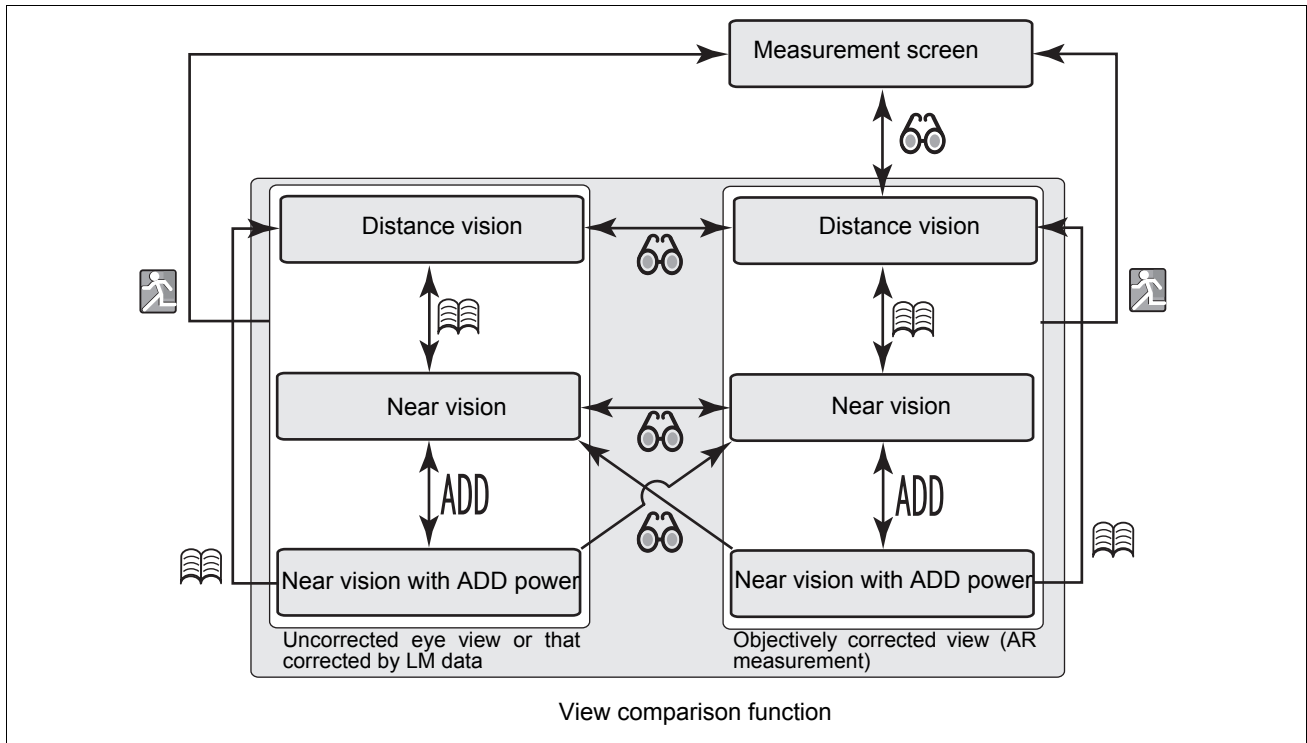 Measurement screen
Distance vision
Distance vision
Near vision
Near vision
ADD
ADD
Near vision with ADD power
Near vision with ADD power
Uncorrected eye view or that
corrected by LM data
Objectively corrected view (AR
measurement)
View comparison function